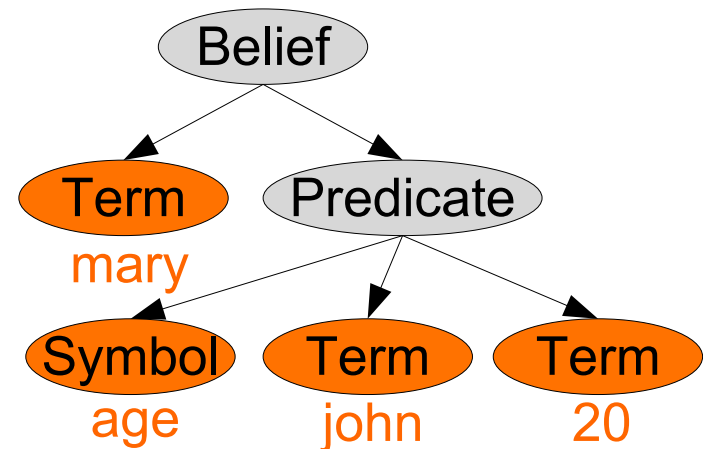 Belief
Term
Predicate
mary
Symbol
Term
Term
age
john
20